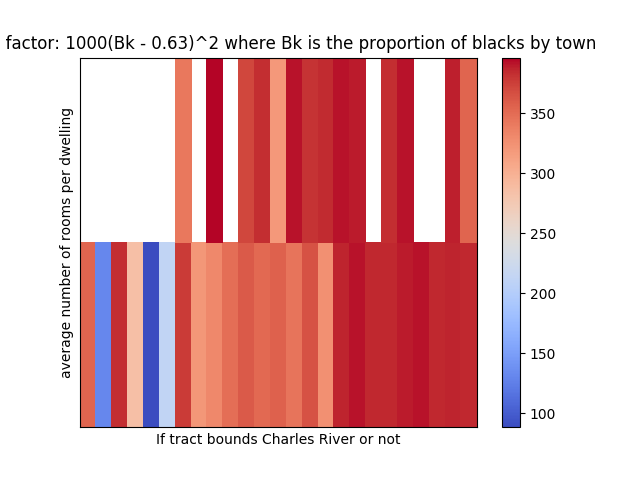 factor: 1000(Bk - 0.63)^2 where Bk is the proportion of blacks by town
average number of rooms per dwelling
If tract bounds Charles River or not
350
300
250
200
150
100